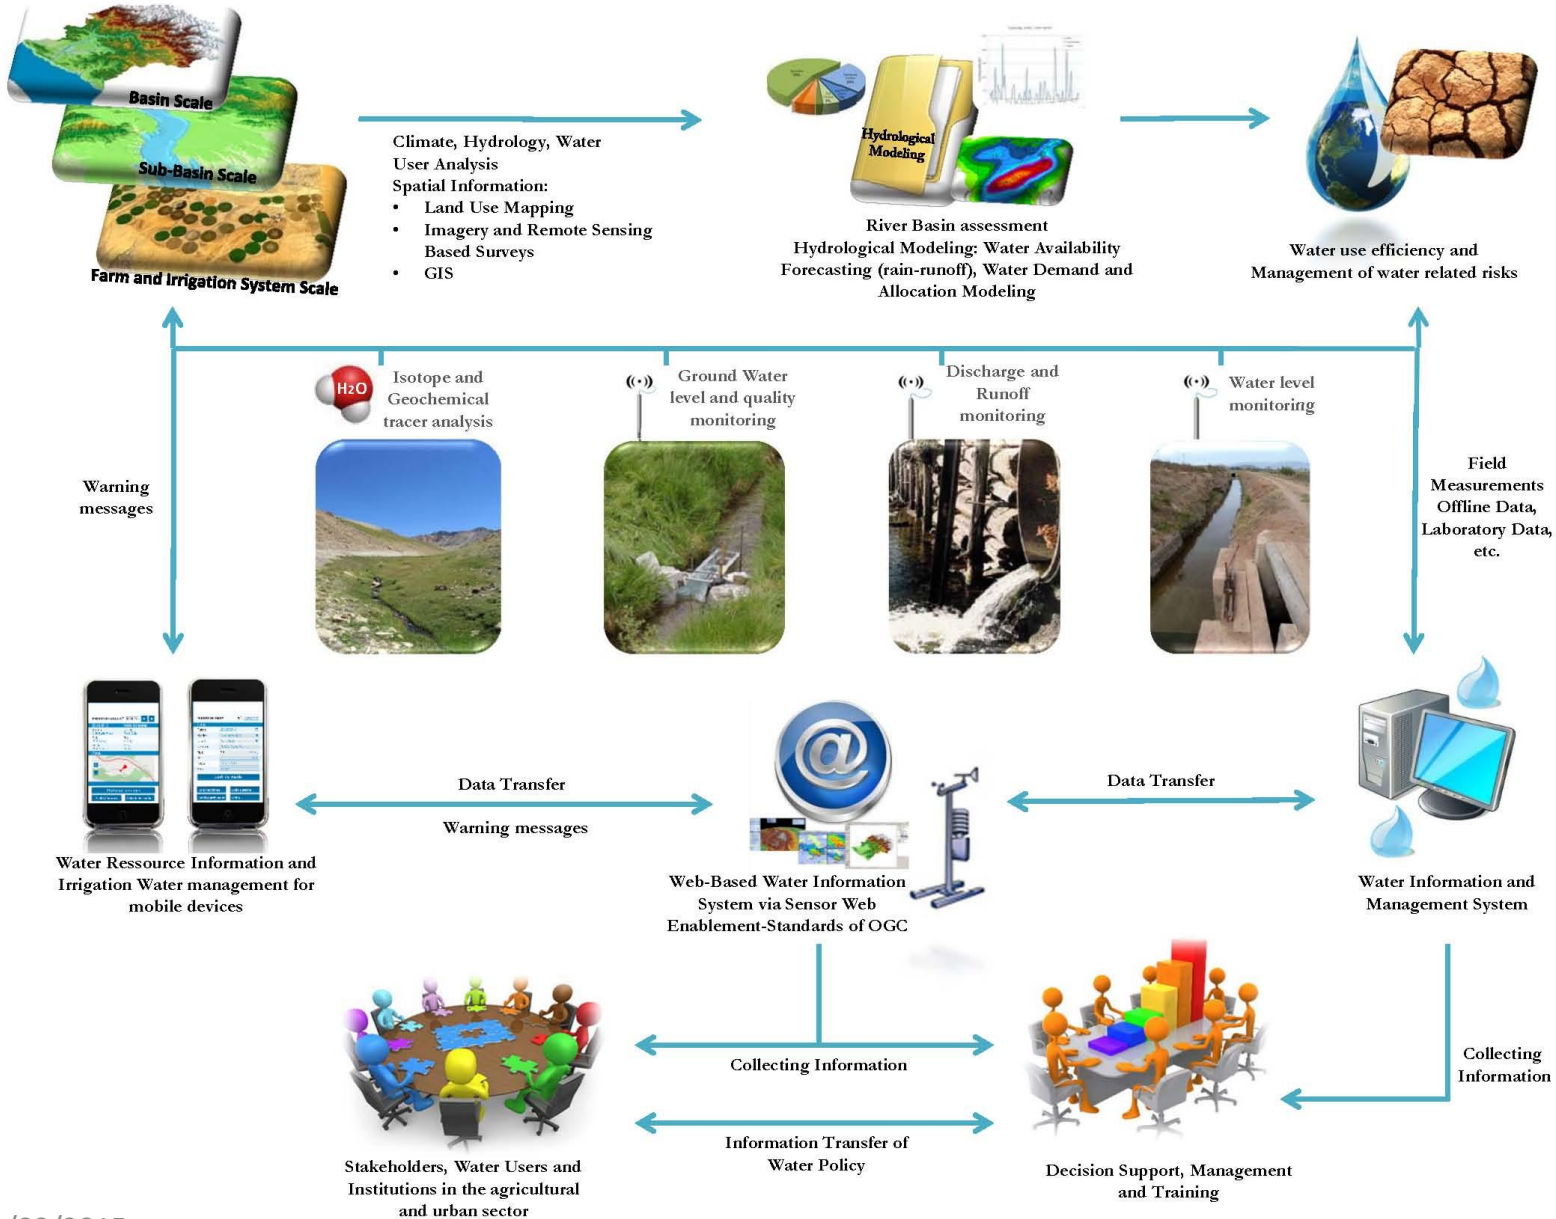 Basin Scale
Sub-Basin Scale
Farm and Irrigation System Scale
Climate, Hydrology, Water
User Analysis
Spatial Information:
• Land Use Mapping
• Imagery and Remote Sensing
Based Surveys
• GIS
Hydrological
Modeling
River Basin assessment
Hydrological Modeling: Water Availability
Forecasting (rain-runoff), Water Demand and
Allocation Modeling
Water use efficiency and
Management of water related risks
H2O
Isotope and
Geochemical
tracer analysis
Ground Water
level and quality
monitoring
Discharge and
Runoff
monitoring
Water level
monitoring
Warning
messages
Field
Measurements
Offline Data,
Laboratory Data,
etc.
Water Ressource Information and
Irrigation Water management for
mobile devices
Data Transfer
Warning messages
@
Web-Based Water Information
System via Sensor Web
Enablement-Standards of OGC
Data Transfer
Water Information and
Management System
Collecting Information
Collecting
Information
Information Transfer of
Water Policy
Stakeholders, Water Users and
Institutions in the agricultural
and urban sector
Decision Support, Management
and Training